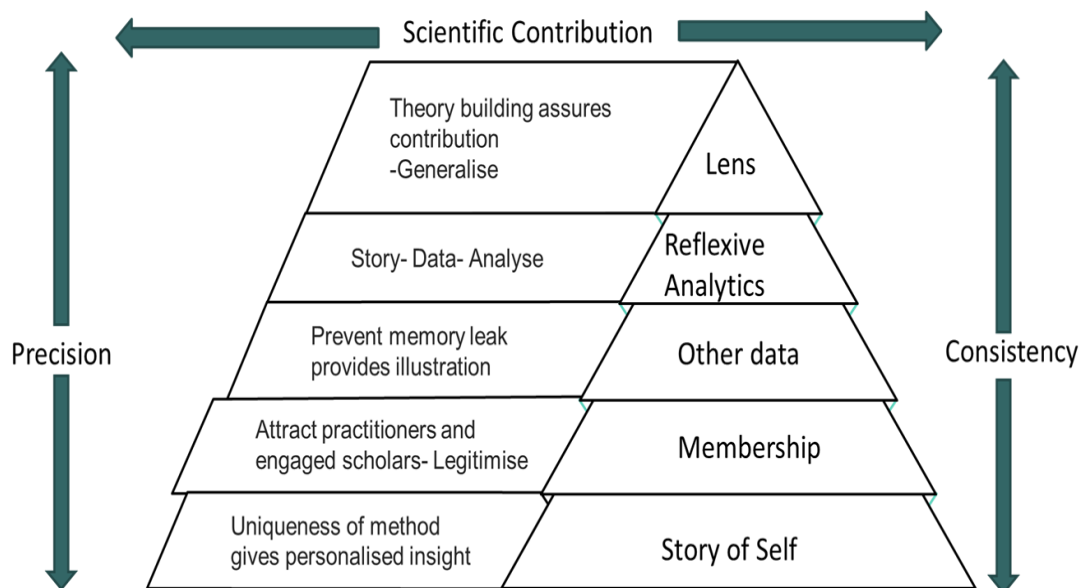 Scientific Contribution
Theory building assures
contribution
-Generalise
Lens
Story- Data- Analyse
Reflexive
Analytics
Precision
Prevent memory leak
provides illustration
Other data
Consistency
Attract practitioners and
engaged scholars- Legitimise
Membership
Uniqueness of method
gives personalised insight
Story of Self